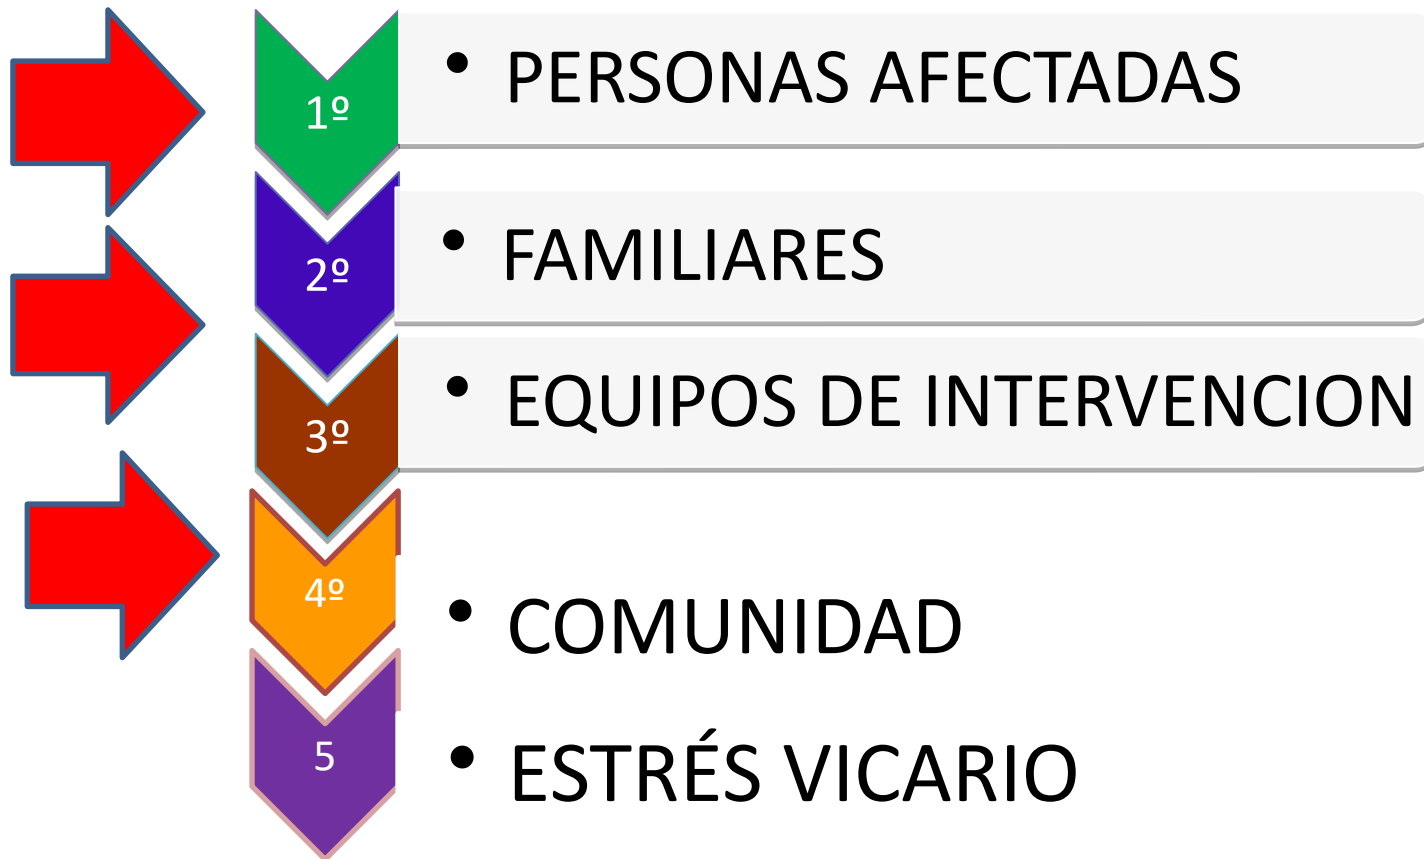 1º
• PERSONAS AFECTADAS
2º
• FAMILIARES
3º
• EQUIPOS DE INTERVENCION
4º
• COMUNIDAD
5
• ESTRÉS VICARIO